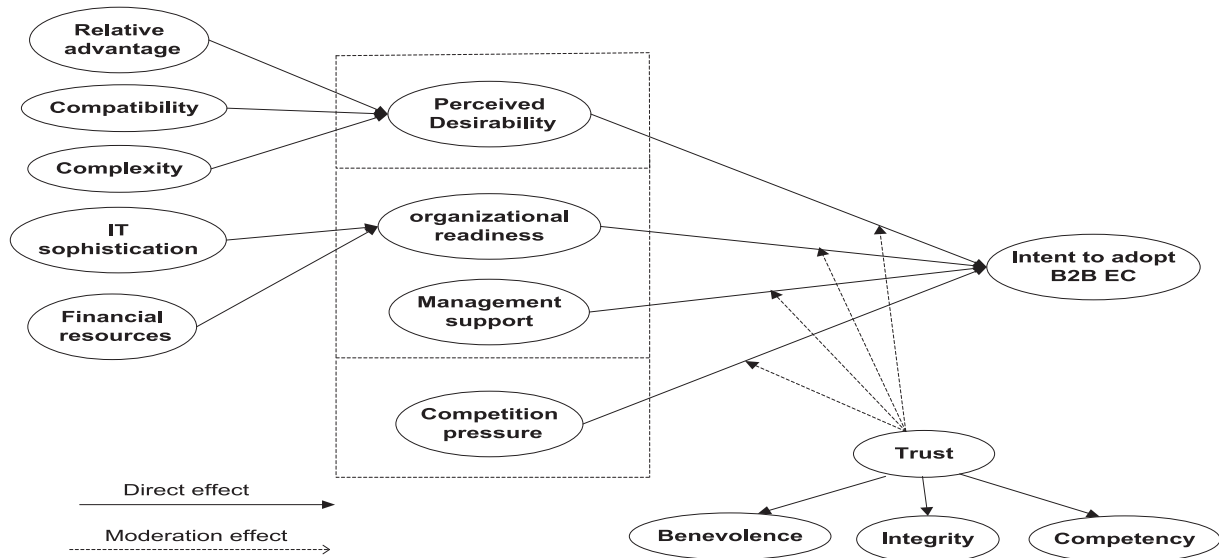 Relative
advantage
Compatibility
Complexity
IT
sophistication
Financial
resources
Perceived
Desirability
organizational
readiness
Management
support
Competition
pressure
Intent to adopt
B2B EC
Trust
Benevolence
Integrity
Competency
Direct effect
Moderation effect